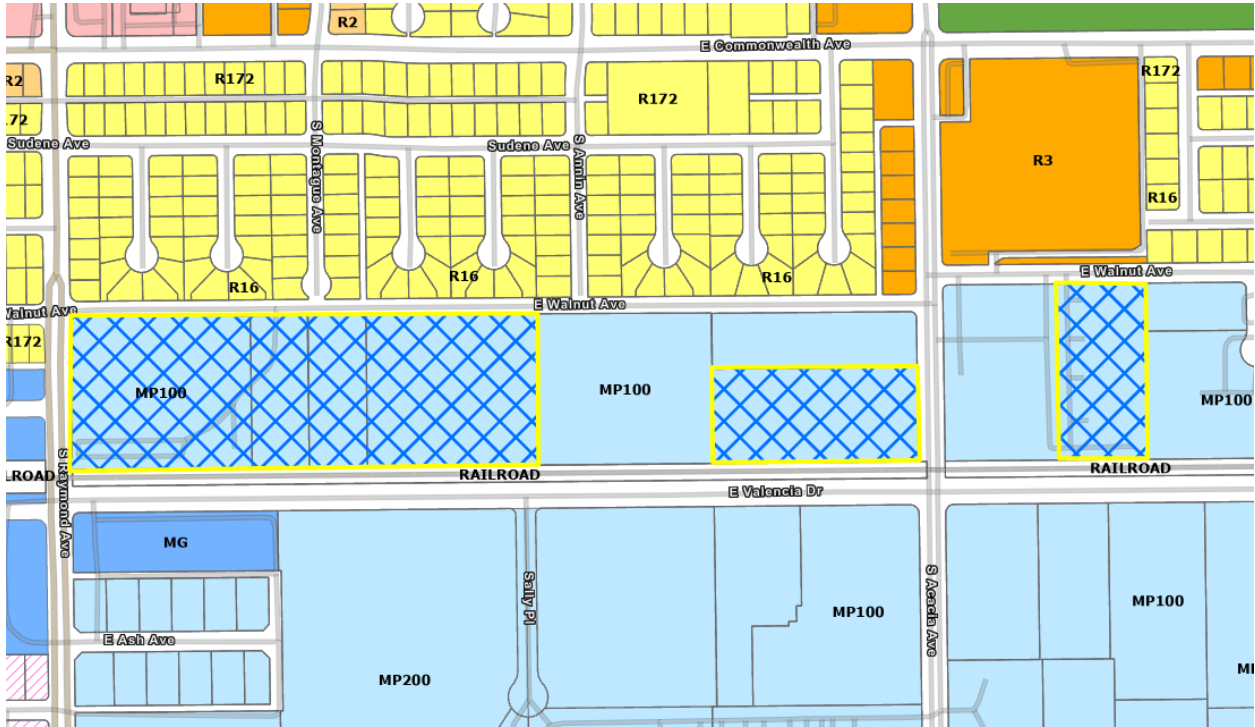 R2
E Commonwealth Ave
R2
R172
R172
R172
172
Sudene Ave
S Montague Ave
Sudene Ave
S Annin Ave
R3
R16
R16
R16
R16
E Walnut Ave
Walnut Ave
E Walnut Ave
R172
MP100
MP100
MP100
S Raymond Ave
LROAD
RAILROAD
RAILROAD
E Valencia Dr
MG
Sally Pl
S Acacia Ave
MP100
MP100
E Ash Ave
MP200